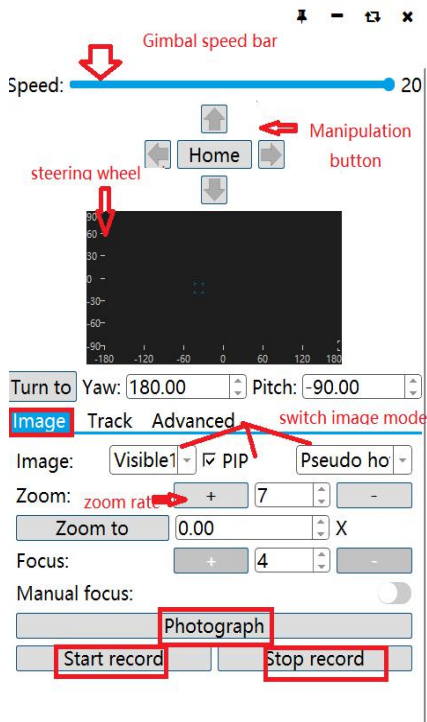 Gimbal speed bar
Speed: 20
Manipulation
button
Home
steering wheel
90
60
30
0
-30
-60
-90
-180 -120 -60 0 60 120 180
Turn to Yaw: 180.00 Pitch: -90.00
Image Track Advanced switch image mode
Image: Visible1 PIP Pseudo ho
Zoom: zoom rate + 7 -
Zoom to 0.00 X
Focus: + 4 -
Manual focus:
Photograph
Start record Stop record